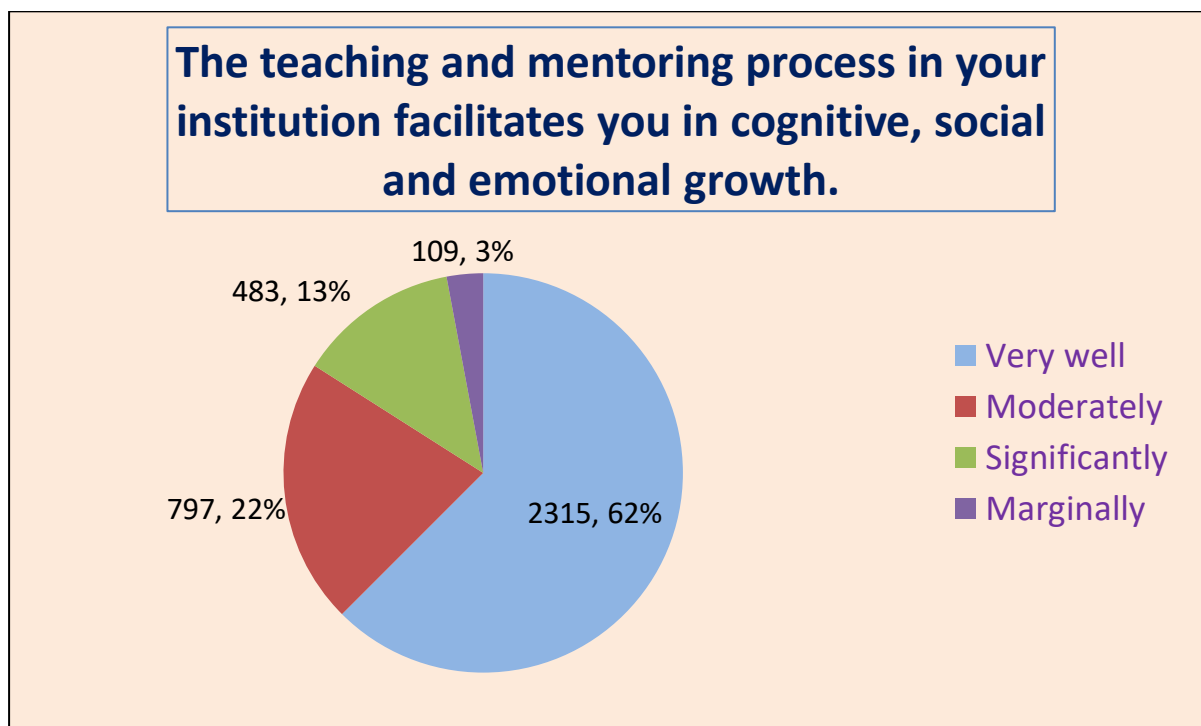 The teaching and mentoring process in your
institution facilitates you in cognitive, social
and emotional growth.
109, 3%
483, 13%
797, 22%
2315, 62%
Very well
Moderately
Significantly
Marginally